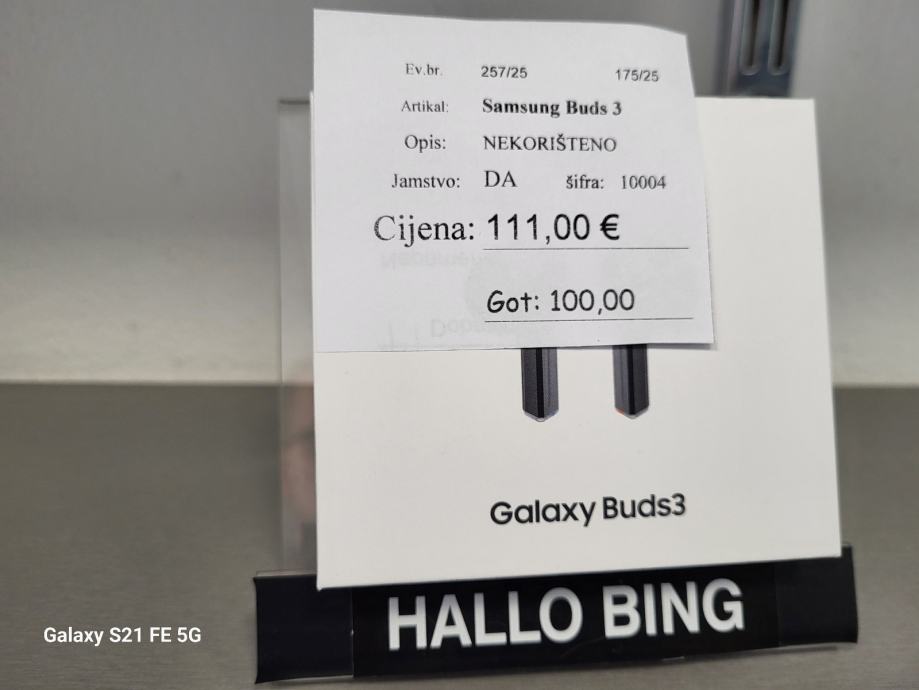 Ev.br. 257/25 175/25
Artikal: Samsung Buds 3
Opis: NEKORIŠTENO
Jamstvo: DA šifra: 10004
Cijena: 111,00 €
Got: 100,00
Galaxy Buds3
HALLO BING
Galaxy S21 FE 5G